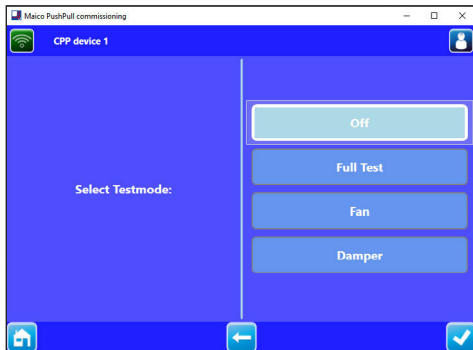 Maico PushPull commissioning
CPP device 1
Select Testmode:
Off
Full Test
Fan
Damper